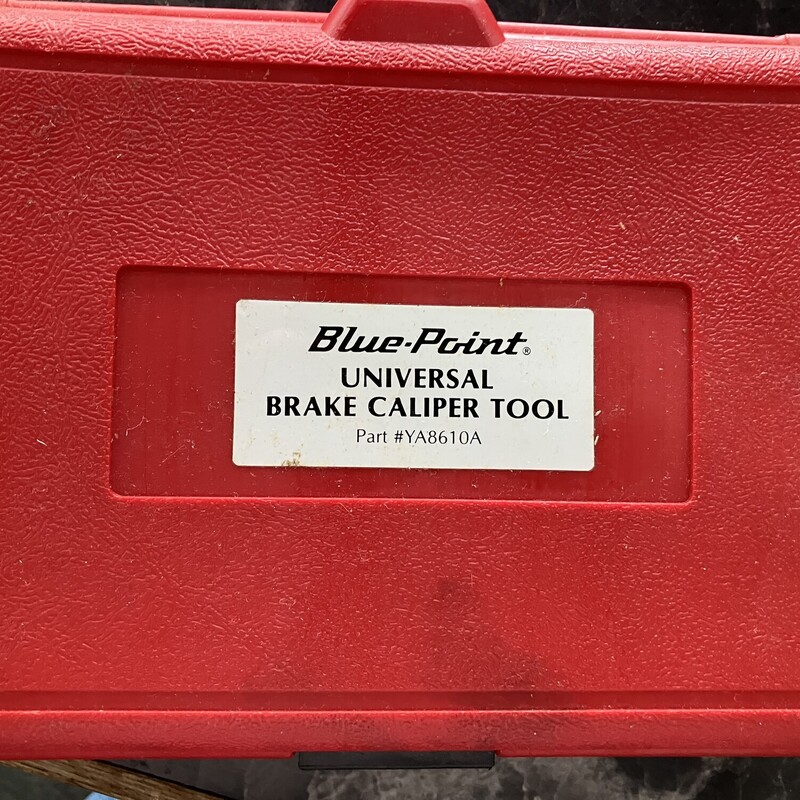 Blue-Point®
UNIVERSAL
BRAKE CALIPER TOOL
Part #YA8610A